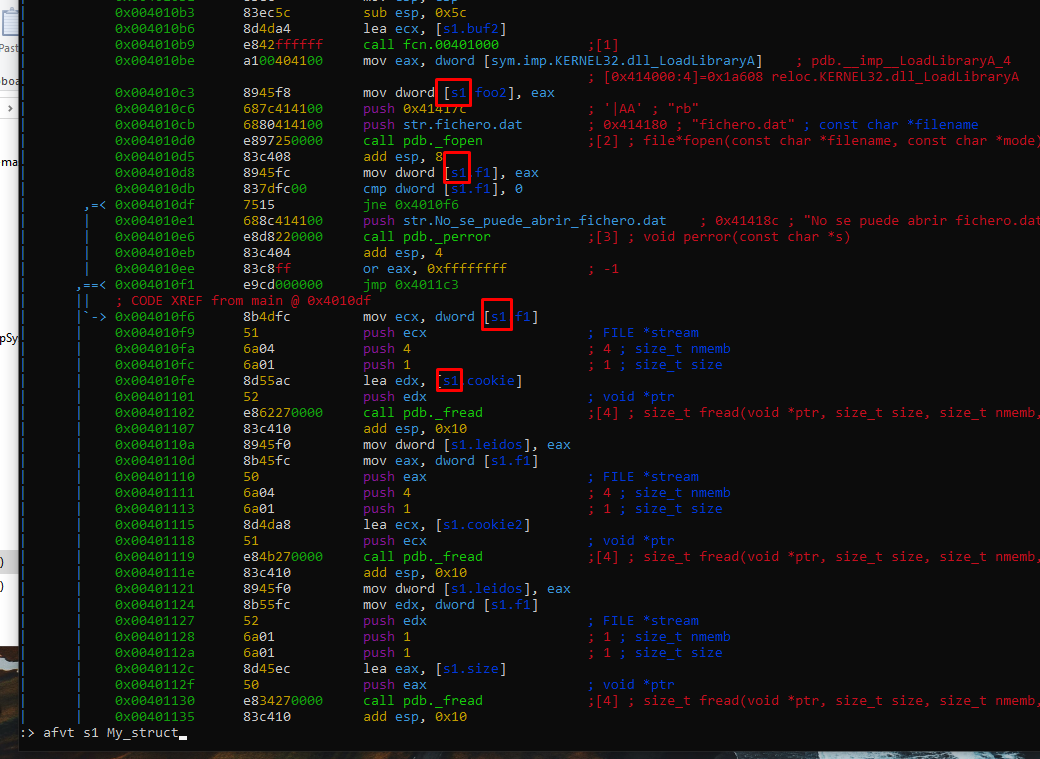 0x004010b3 83ec5c sub esp, 0x5c
0x004010b6 8d4da4 lea ecx, [s1.buf2]
0x004010b9 e842ffffff call fcn.00401000 ;[1]
0x004010be a100404100 mov eax, dword [sym.imp.KERNEL32.dll_LoadLibraryA] ; pdb.__imp__LoadLibraryA_4
; [0x414000:4]=0x1a608 reloc.KERNEL32.dll_LoadLibraryA
0x004010c3 8945f8 mov dword [s1.foo2], eax
0x004010c6 687c414100 push 0x41417c ; '|AA' ; "rb"
0x004010cb 6880414100 push str.fichero.dat ; 0x414180 ; "fichero.dat" ; const char *filename
0x004010d0 e897250000 call pdb._fopen ;[2] ; file*fopen(const char *filename, const char *mode)
0x004010d5 83c408 add esp, 8
0x004010d8 8945fc mov dword [s1.f1], eax
0x004010db 837dfc00 cmp dword [s1.f1], 0
,=< 0x004010df 7515 jne 0x4010f6
| 0x004010e1 688c414100 push str.No_se_puede_abrir_fichero.dat ; 0x41418c ; "No se puede abrir fichero.dat
| 0x004010e6 e8d8220000 call pdb._perror ;[3] ; void perror(const char *s)
| 0x004010eb 83c404 add esp, 4
| 0x004010ee 83c8ff or eax, 0xffffffff ; -1
,==< 0x004010f1 e9cd000000 jmp 0x4011c3
|| ; CODE XREF from main @ 0x4010df
|`-> 0x004010f6 8b4dfc mov ecx, dword [s1.f1]
| 0x004010f9 51 push ecx ; FILE *stream
| 0x004010fa 6a04 push 4 ; 4 ; size_t nmemb
| 0x004010fc 6a01 push 1 ; 1 ; size_t size
| 0x004010fe 8d55ac lea edx, [s1.cookie]
| 0x00401101 52 push edx ; void *ptr
| 0x00401102 e862270000 call pdb._fread ;[4] ; size_t fread(void *ptr, size_t size, size_t nmemb,
| 0x00401107 83c410 add esp, 0x10
| 0x0040110a 8945f0 mov dword [s1.leidos], eax
| 0x0040110d 8b45fc mov eax, dword [s1.f1]
| 0x00401110 50 push eax ; FILE *stream
| 0x00401111 6a04 push 4 ; 4 ; size_t nmemb
| 0x00401113 6a01 push 1 ; 1 ; size_t size
| 0x00401115 8d4da8 lea ecx, [s1.cookie2]
| 0x00401118 51 push ecx ; void *ptr
| 0x00401119 e84b270000 call pdb._fread ;[4] ; size_t fread(void *ptr, size_t size, size_t nmemb,
| 0x0040111e 83c410 add esp, 0x10
| 0x00401121 8945f0 mov dword [s1.leidos], eax
| 0x00401124 8b55fc mov edx, dword [s1.f1]
| 0x00401127 52 push edx ; FILE *stream
| 0x00401128 6a01 push 1 ; 1 ; size_t nmemb
| 0x0040112a 6a01 push 1 ; 1 ; size_t size
| 0x0040112c 8d45ec lea eax, [s1.size]
| 0x0040112f 50 push eax ; void *ptr
| 0x00401130 e834270000 call pdb._fread ;[4] ; size_t fread(void *ptr, size_t size, size_t nmemb,
| 0x00401135 83c410 add esp, 0x10
:> afvt s1 My_struct